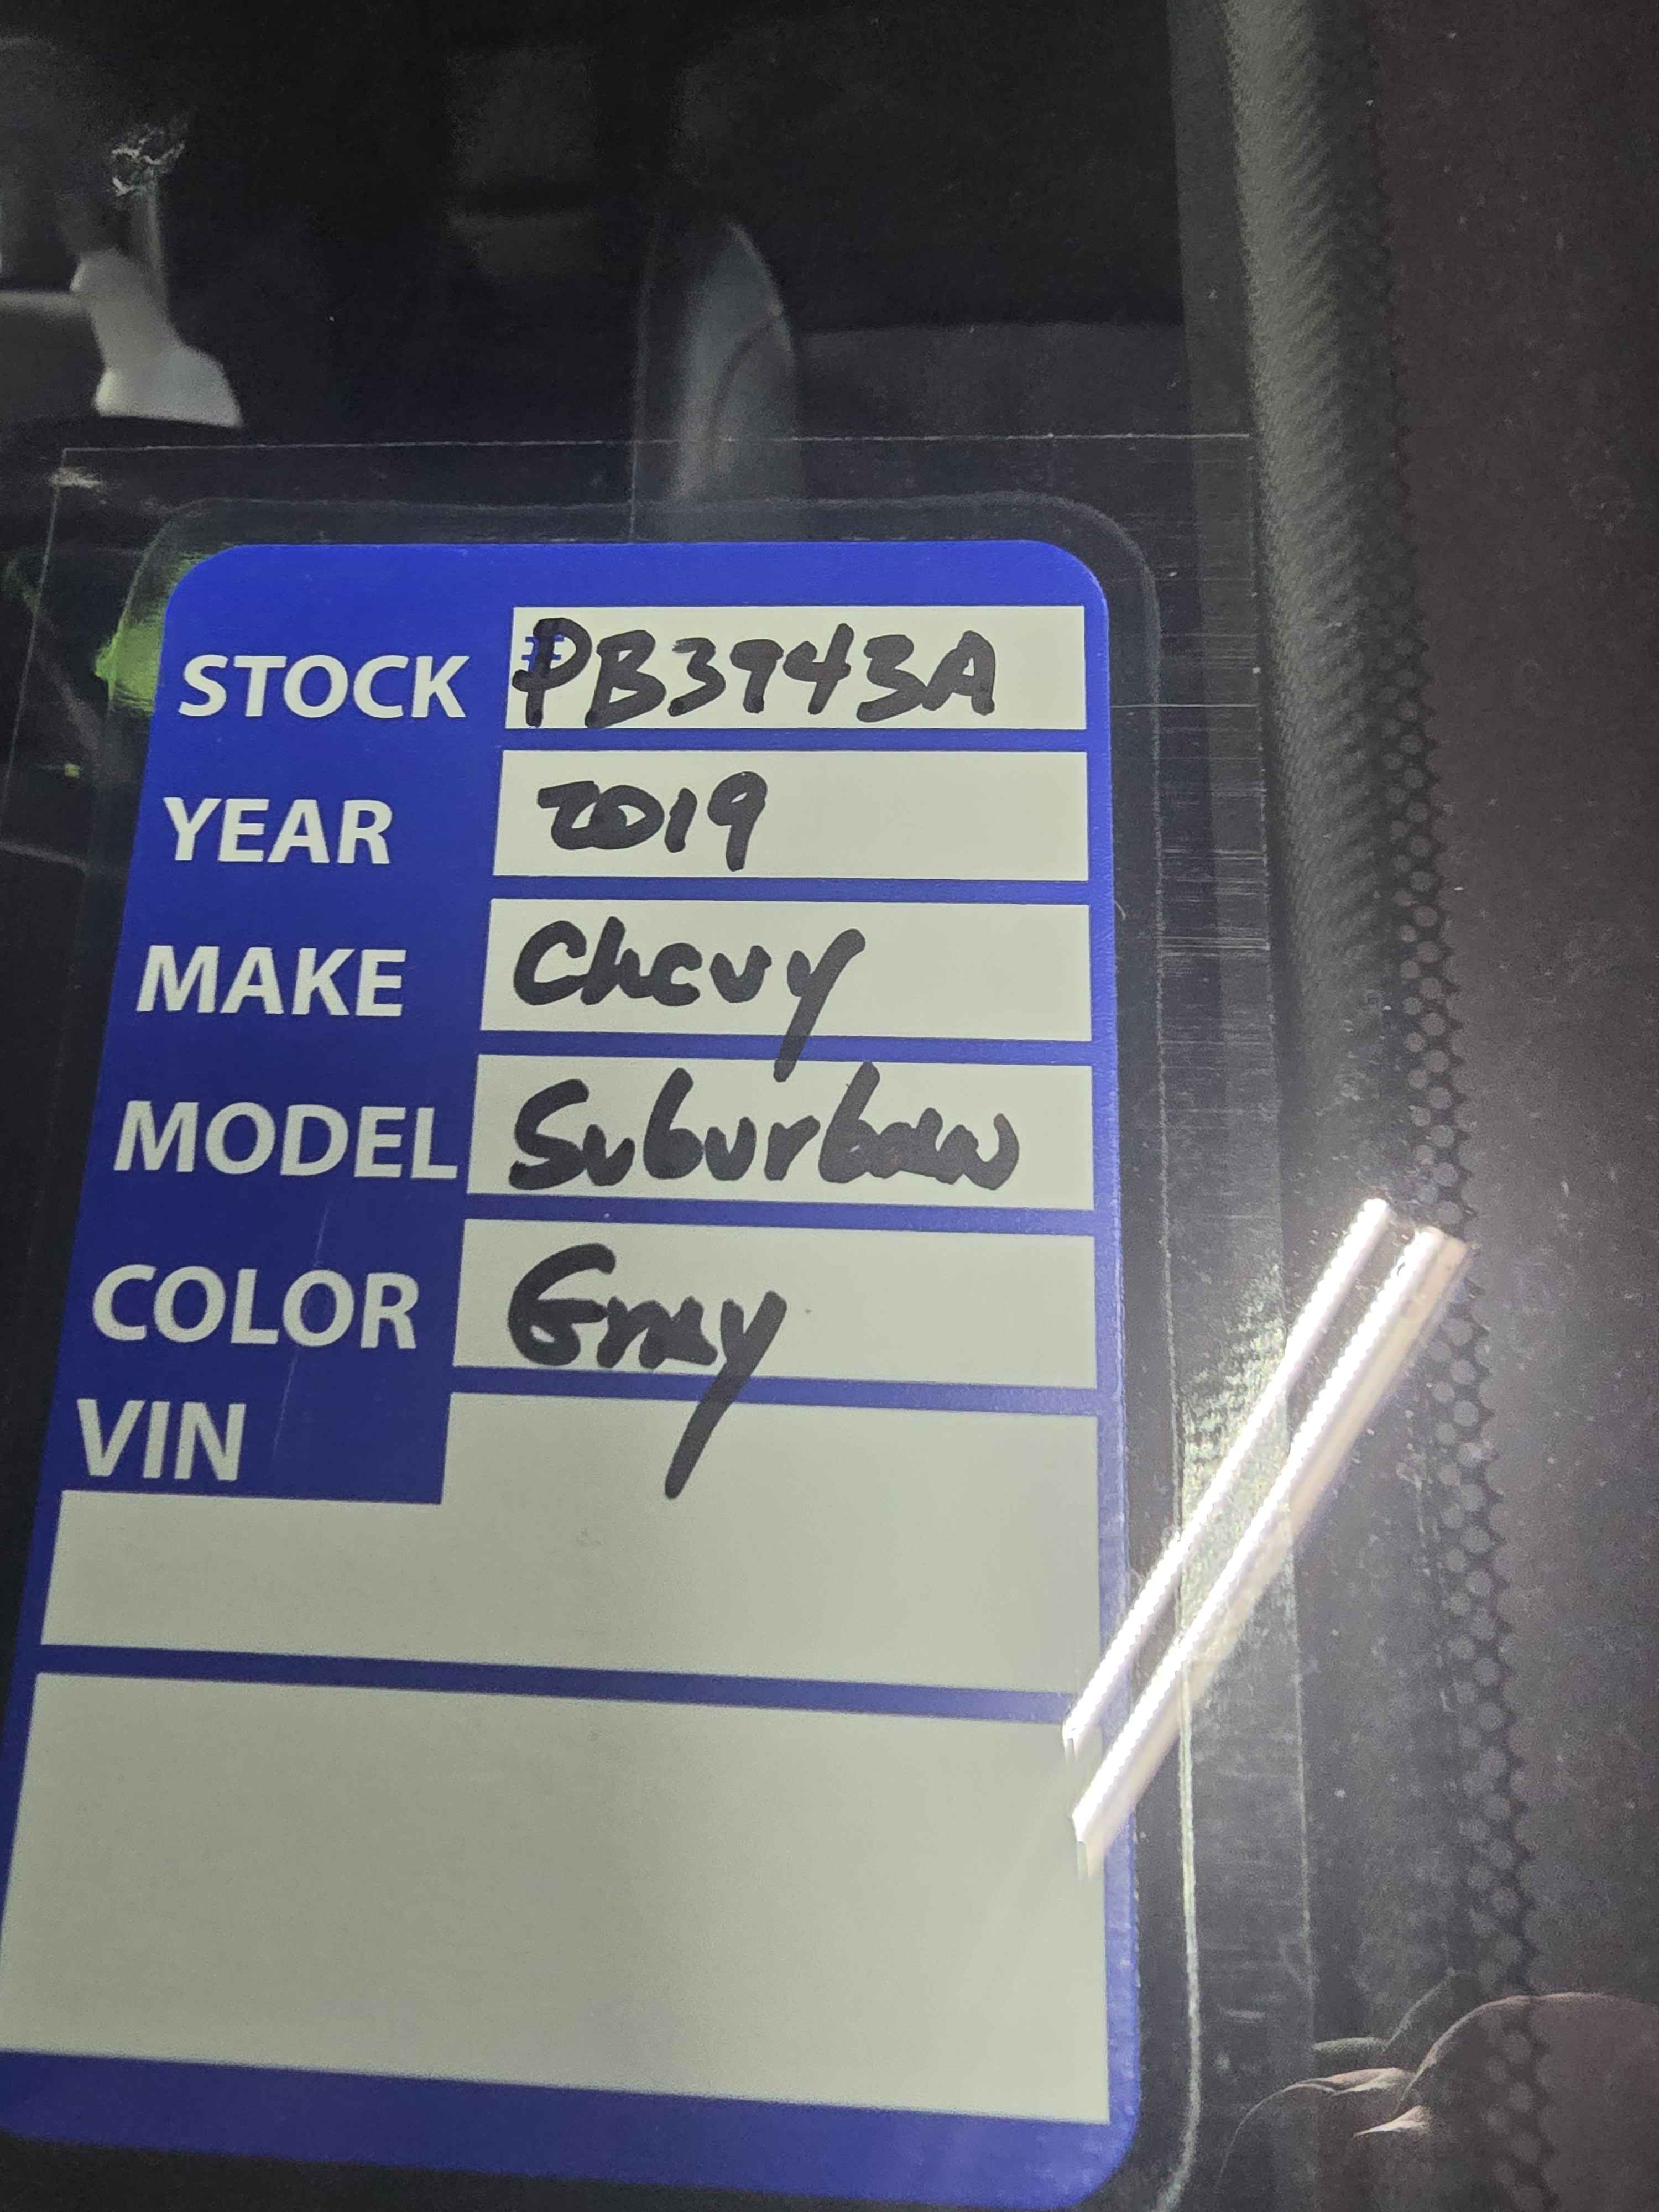 STOCK # PB3943A
YEAR 2019
MAKE Chevy
MODEL Suburban
COLOR Gray
VIN